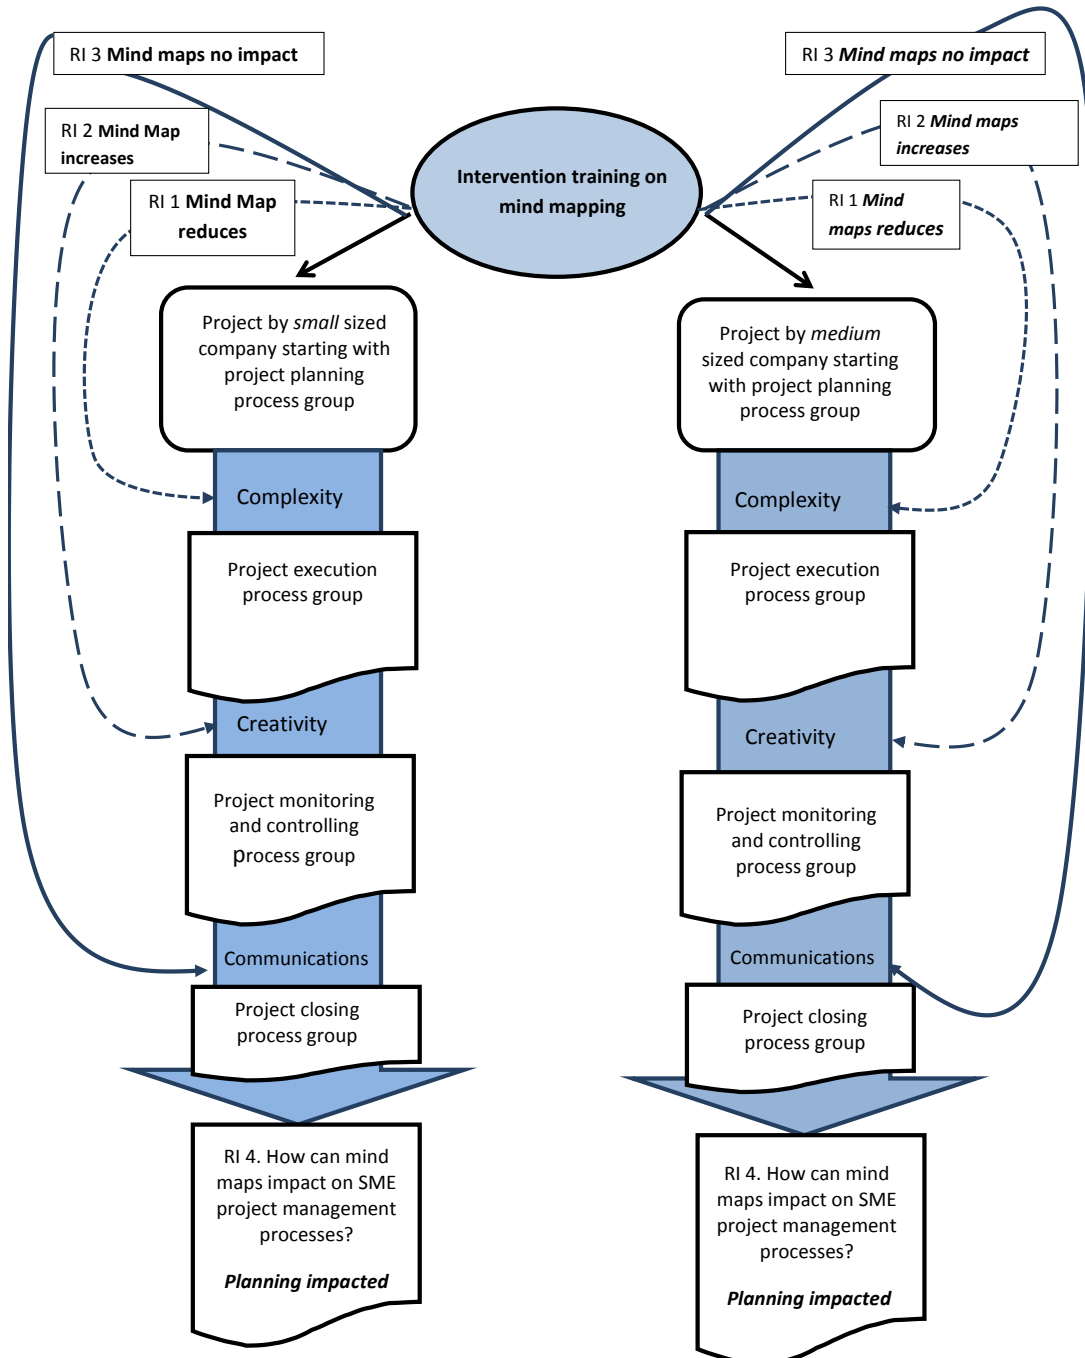 RI 3 Mind maps no impact
RI 3 Mind maps no impact
RI 2 Mind Map
increases
RI 2 Mind maps
increases
RI 1 Mind Map
reduces
Intervention training on
mind mapping
RI 1 Mind
maps reduces
Project by small sized
company starting with
project planning
process group
Complexity
Project execution
process group
Creativity
Project monitoring
and controlling
process group
Communications
Project closing
process group
RI 4. How can mind
maps impact on SME
project management
processes?
Planning impacted
Project by medium
sized company starting
with project planning
process group
Complexity
Project execution
process group
Creativity
Project monitoring
and controlling
process group
Communications
Project closing
process group
RI 4. How can mind
maps impact on SME
project management
processes?
Planning impacted